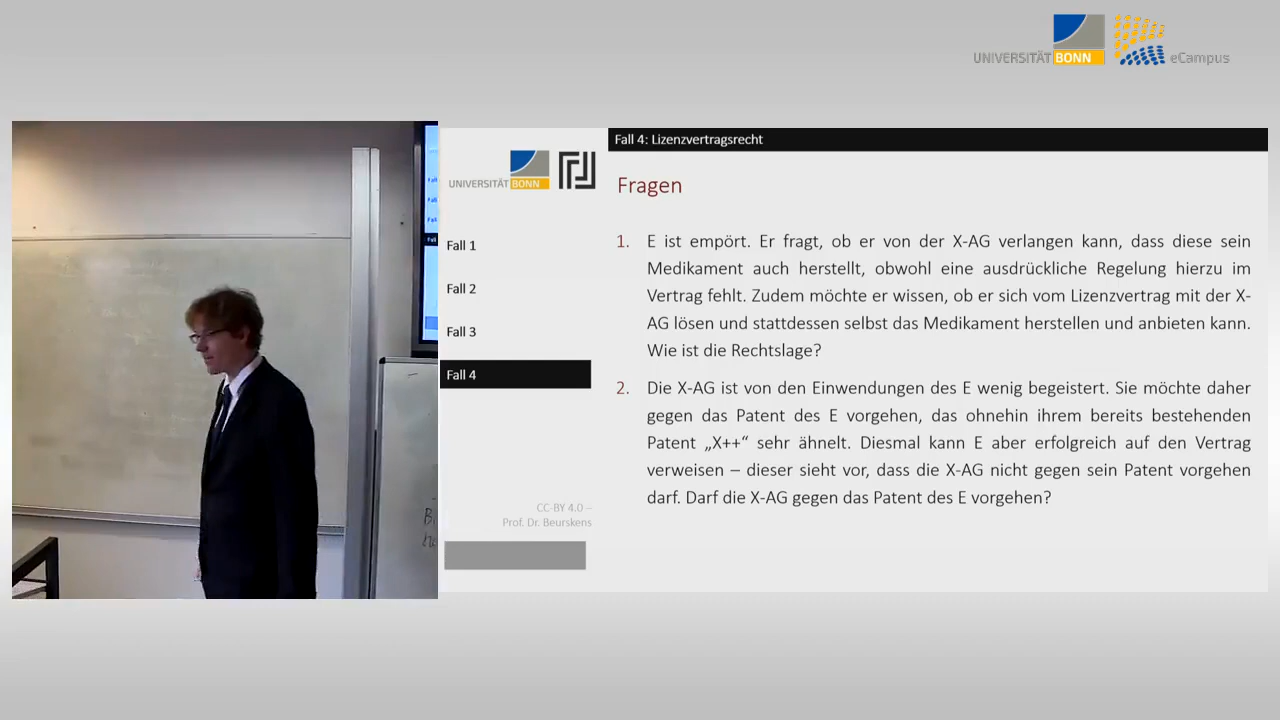 UNIVERSITÄT BONN eCampus
Fall 4: Lizenzvertragsrecht
UNIVERSITÄT BONN
Fragen
Fall 1
Fall 2
Fall 3
Fall 4
1. E ist empört. Er fragt, ob er von der X-AG verlangen kann, dass diese sein
Medikament auch herstellt, obwohl eine ausdrückliche Regelung hierzu im
Vertrag fehlt. Zudem möchte er wissen, ob er sich vom Lizenzvertrag mit der X-
AG lösen und stattdessen selbst das Medikament herstellen und anbieten kann.
Wie ist die Rechtslage?
2. Die X-AG ist von den Einwendungen des E wenig begeistert. Sie möchte daher
gegen das Patent des E vorgehen, das ohnehin ihrem bereits bestehenden
Patent „X++“ sehr ähnelt. Diesmal kann E aber erfolgreich auf den Vertrag
verweisen – dieser sieht vor, dass die X-AG nicht gegen sein Patent vorgehen
darf. Darf die X-AG gegen das Patent des E vorgehen?
CC-BY 4.0 –
Prof. Dr. Beurskens